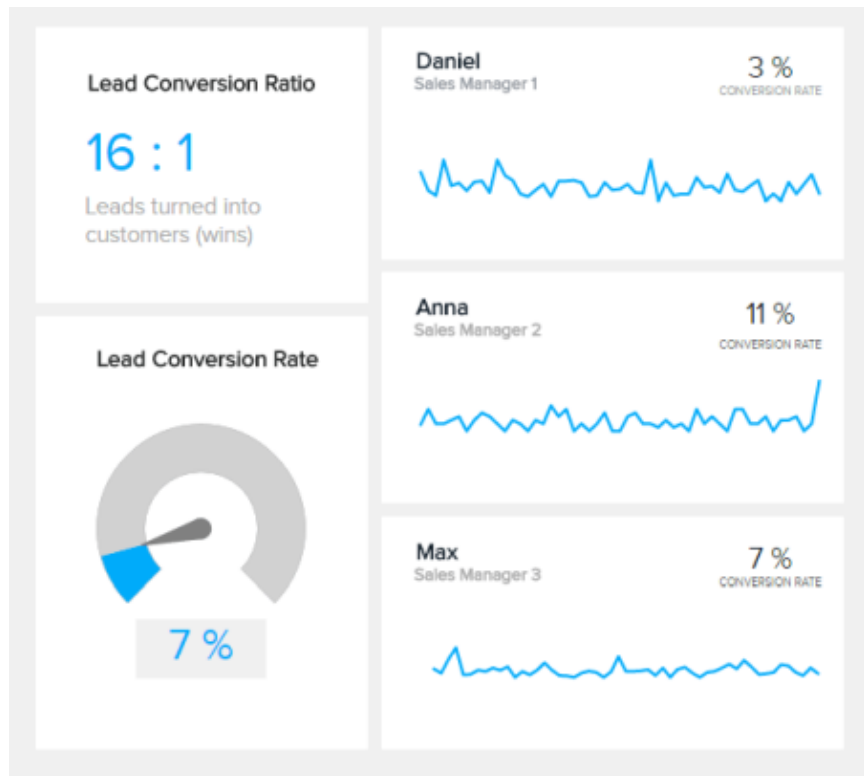 Lead Conversion Ratio
16 : 1
Leads turned into
customers (wins)
Lead Conversion Rate
7 %
Daniel
Sales Manager 1
3 %
CONVERSION RATE
Anna
Sales Manager 2
11 %
CONVERSION RATE
Max
Sales Manager 3
7 %
CONVERSION RATE